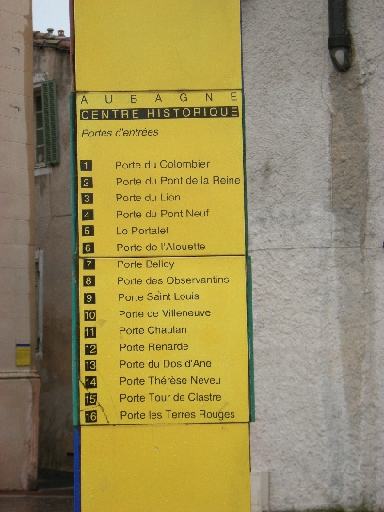 AUBAGNE
CENTRE HISTORIQUE
Portes d'entrées
1 Porte du Colombier
2 Porte du Pont de la Reine
3 Porte du Lion
4 Porte du Pont Neuf
5 Le Portalet
6 Porte de l'Alouette
7 Porte Dellcy
8 Porte des Observantins
9 Porte Saint Louis
10 Porte de Villeneuve
11 Porte Chaulan
12 Porte Renarde
13 Porte du Dos d'Ane
14 Porte Thérèse Neveu
15 Porte Tour de Clastre
16 Porte les Terres Rouges